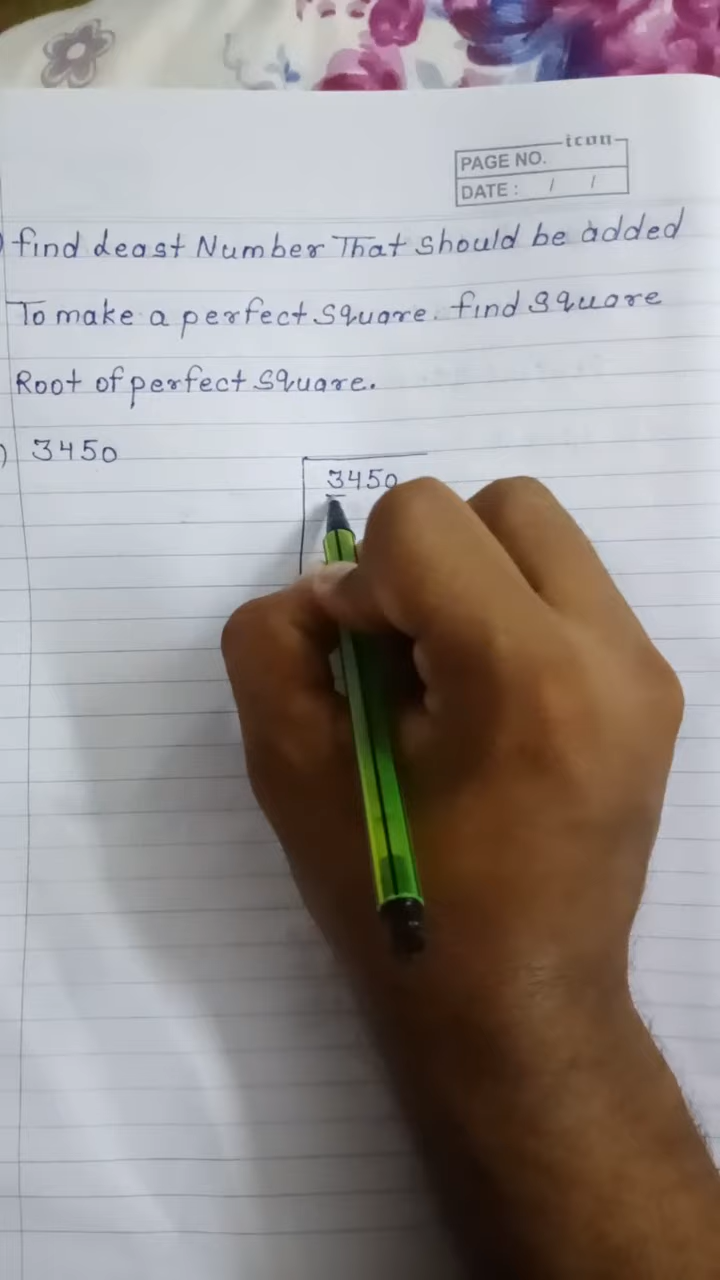 icon
PAGE NO.
DATE : / /
) find least Number That should be added
To make a perfect square. find square
Root of perfect square.
) 3450
3450